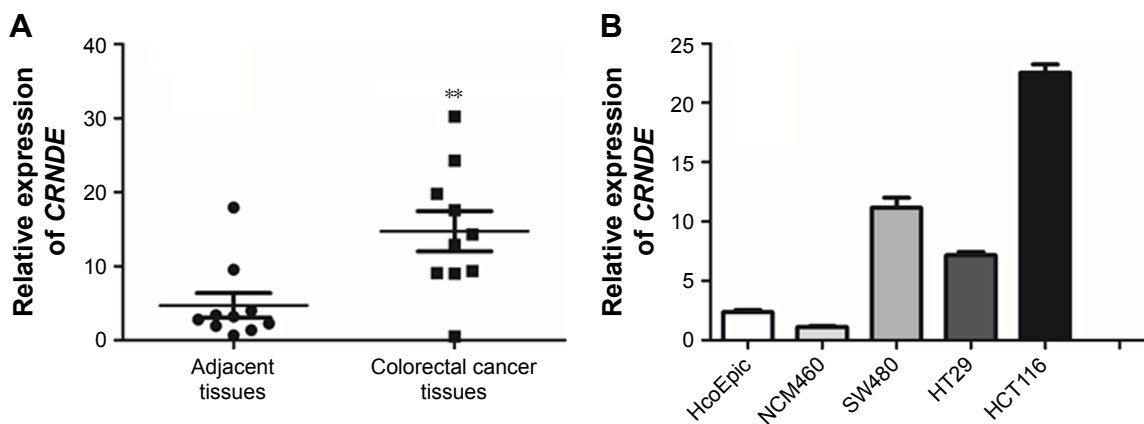 A
Relative expression
of CRNDE
40
30
20
10
0
**
Adjacent
tissues
Colorectal cancer
tissues
B
Relative expression
of CRNDE
25
20
15
10
5
0
HcoEpic
NCM460
SW480
HT29
HCT116